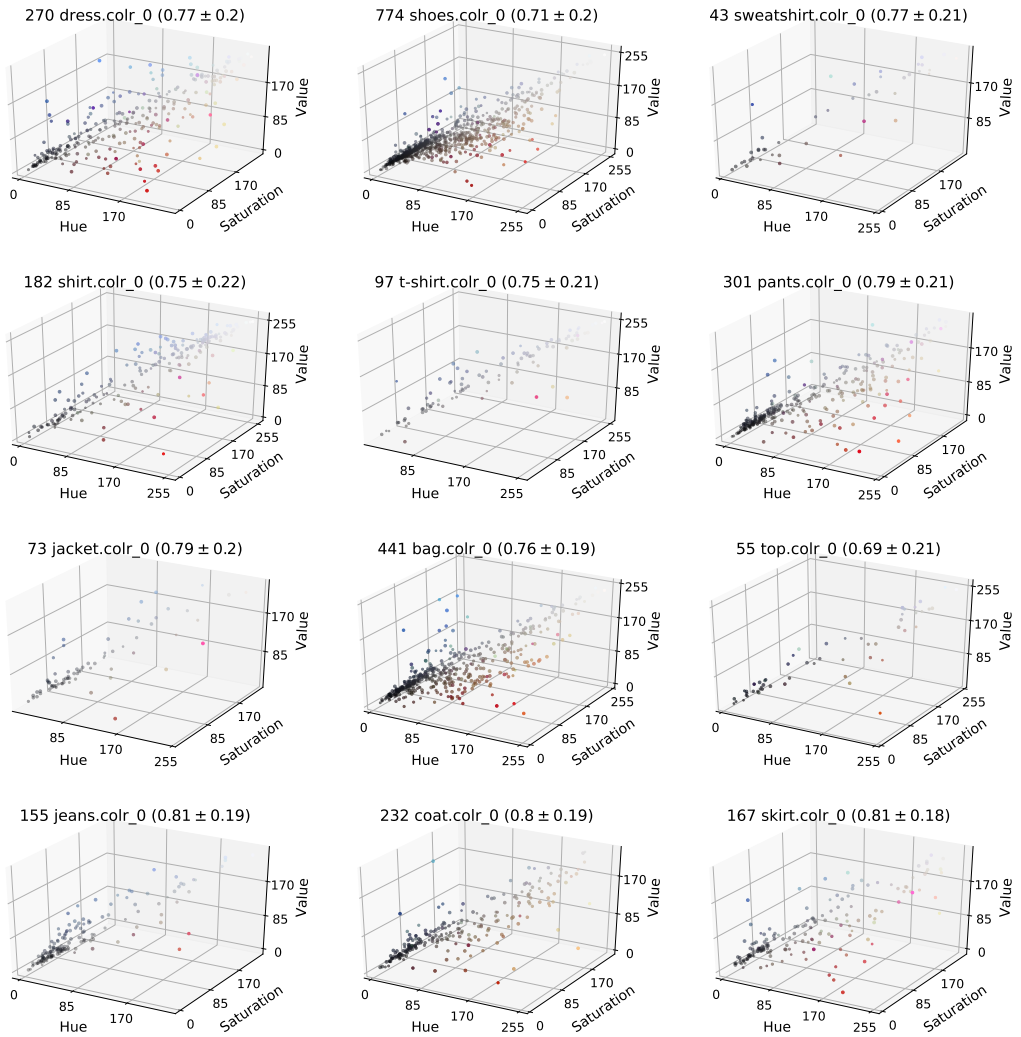 270 dress.colr_0 (0.77 ± 0.2)
0
85
170
Hue
0
85
170
Saturation
0
85
170
Value
774 shoes.colr_0 (0.71 ± 0.2)
0
85
170
255
Hue
0
85
170
255
Saturation
0
85
170
255
Value
43 sweatshirt.colr_0 (0.77 ± 0.21)
0
85
170
255
Hue
0
85
170
Saturation
85
170
Value
182 shirt.colr_0 (0.75 ± 0.22)
0
85
170
255
Hue
0
85
170
255
Saturation
0
85
170
255
Value
97 t-shirt.colr_0 (0.75 ± 0.21)
85
170
255
Hue
85
170
255
Saturation
85
170
255
Value
301 pants.colr_0 (0.79 ± 0.21)
0
85
170
255
Hue
0
85
170
Saturation
0
85
170
Value
73 jacket.colr_0 (0.79 ± 0.2)
85
170
255
Hue
85
170
Saturation
85
170
Value
441 bag.colr_0 (0.76 ± 0.19)
0
85
170
255
Hue
0
85
170
255
Saturation
0
85
170
255
Value
55 top.colr_0 (0.69 ± 0.21)
0
85
170
255
Hue
0
85
170
255
Saturation
85
170
255
Value
155 jeans.colr_0 (0.81 ± 0.19)
0
85
170
Hue
0
85
170
Saturation
0
85
170
Value
232 coat.colr_0 (0.8 ± 0.19)
0
85
170
255
Hue
0
85
170
Saturation
0
85
170
Value
167 skirt.colr_0 (0.81 ± 0.18)
0
85
170
255
Hue
0
85
170
Saturation
0
85
170
Value